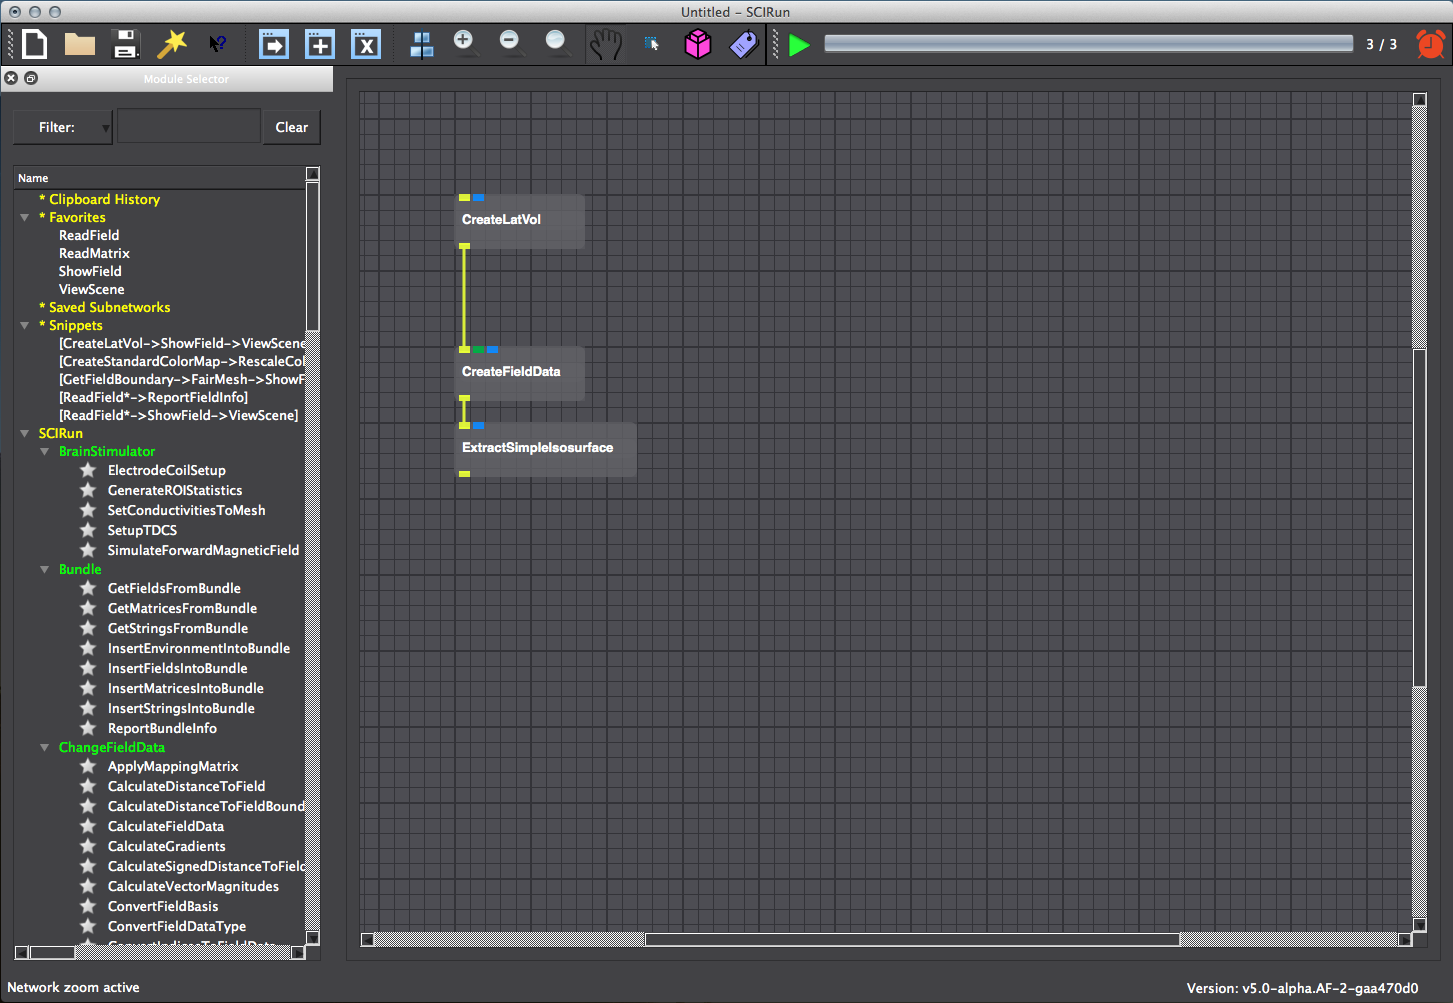 Untitled - SCIRun
3 / 3
Module Selector
Filter:
Clear
Name
* Clipboard History
* Favorites
ReadField
ReadMatrix
ShowField
ViewScene
* Saved Subnetworks
* Snippets
[CreateLatVol->ShowField->ViewScene
[CreateStandardColorMap->RescaleCol
[GetFieldBoundary->FairMesh->ShowF
[ReadField*->ReportFieldInfo]
[ReadField*->ShowField->ViewScene]
SCIRun
BrainStimulator
ElectrodeCoilSetup
GenerateROIStatistics
SetConductivitiesToMesh
SetupTDCS
SimulateForwardMagneticField
Bundle
GetFieldsFromBundle
GetMatricesFromBundle
GetStringsFromBundle
InsertEnvironmentIntoBundle
InsertFieldsIntoBundle
InsertMatricesIntoBundle
InsertStringsIntoBundle
ReportBundleInfo
ChangeFieldData
ApplyMappingMatrix
CalculateDistanceToField
CalculateDistanceToFieldBound
CalculateFieldData
CalculateGradients
CalculateSignedDistanceToField
CalculateVectorMagnitudes
ConvertFieldBasis
ConvertFieldDataType
ConvertIndicesToFieldData
CreateLatVol
CreateFieldData
ExtractSimpleIsosurface
Network zoom active
Version: v5.0-alpha.AF-2-gaa470d0